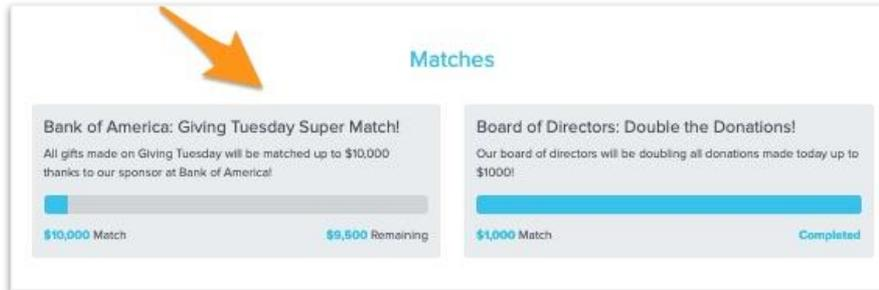 Matches
Bank of America: Giving Tuesday Super Match!
All gifts made on Giving Tuesday will be matched up to $10,000
thanks to our sponsor at Bank of America!
$10,000 Match
$9,500 Remaining
Board of Directors: Double the Donations!
Our board of directors will be doubling all donations made today up to
$1000!
$1,000 Match
Completed